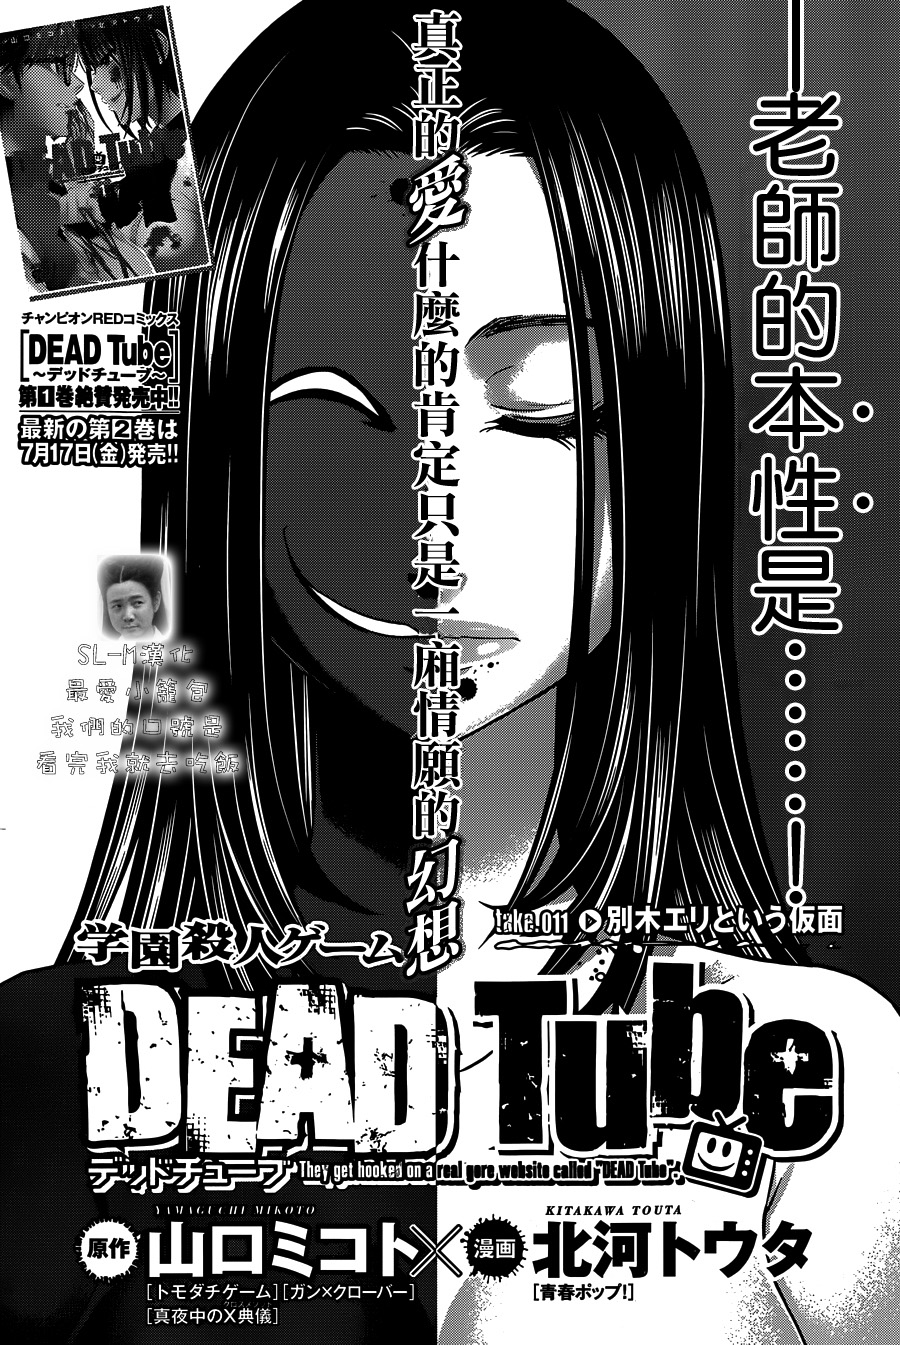 ——老師的本性是……！
真正的愛什麼的肯定只是一廂情願的幻想
山口ミコト
DEAD Tube
チャンピオンREDコミックス
[DEAD Tube]
～デッドチューブ～
第1巻絶賛発売中!!
最新の第2巻は
7月17日(金)発売!!
SL-M漢化
最愛小籠包
我們的口號是
看完我就去吃飯
take.011 ▶別木エリという仮面
学園殺人ゲーム
DEAD Tube
デッドチューブ They get hooked on a real gore website called "DEAD Tube".
YAMAGUCHI MIKOTO
原作 山口ミコト×
[トモダチゲーム][ガン×クローバー]
[真夜中のX典儀]
KITAKAWA TOUTA
漫画 北河トウタ
[青春ポップ!]